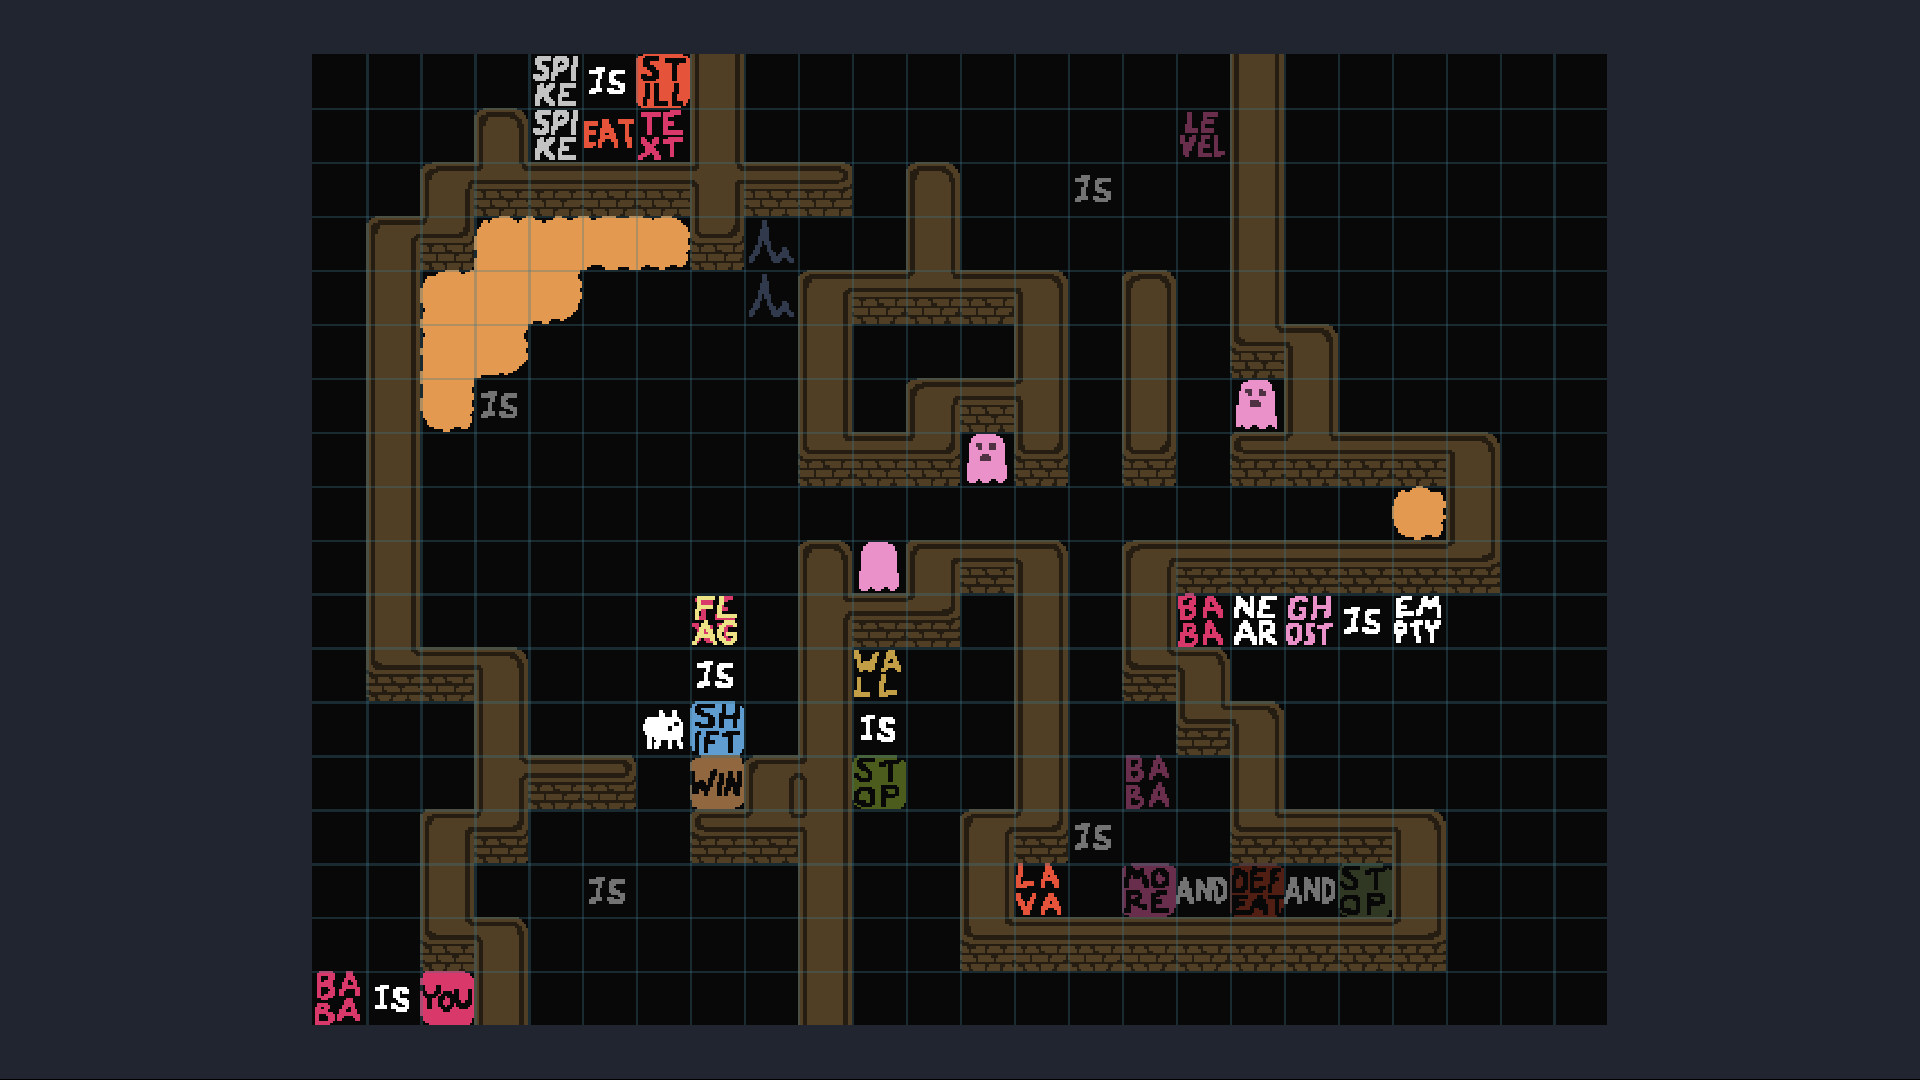 SPIKE IS STILL
SPIKE EAT TEXT
LEVEL
IS
IS
FLAG
IS
SHIFT
WIN
BABA NEAR GHOST IS EMPTY
WALL
IS
STOP
BABA
IS
LAVA MORE AND DEFEAT AND STOP
IS
BABA IS YOU